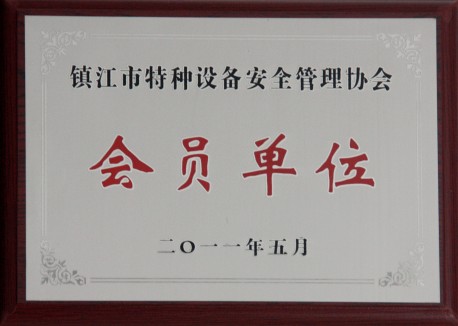 镇江市特种设备安全管理协会
会员单位
二〇一一年五月